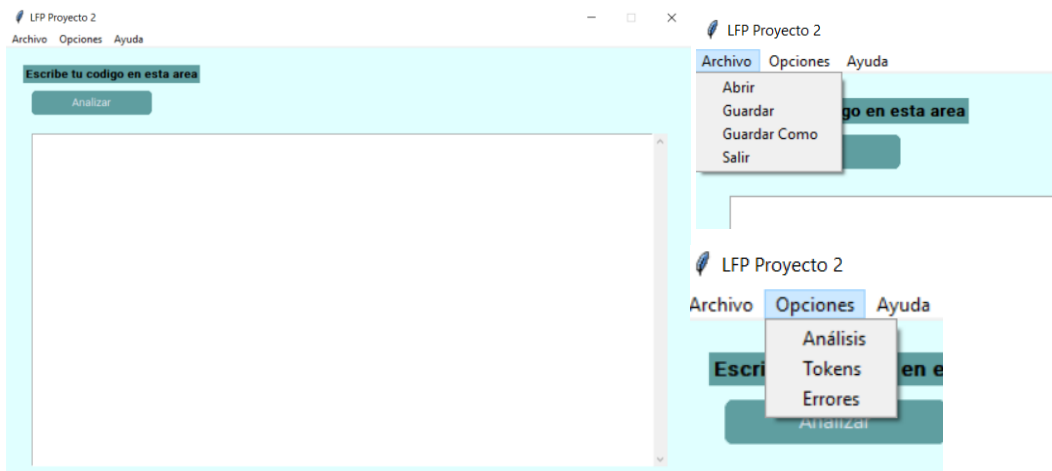 LFP Proyecto 2
Archivo Opciones Ayuda
Escribe tu codigo en esta area
Analizar
LFP Proyecto 2
Archivo Opciones Ayuda
Abrir
Guardar go en esta area
Guardar Como
Salir
LFP Proyecto 2
Archivo Opciones Ayuda
Análisis
Escri Tokens en e
Errores
Analizar